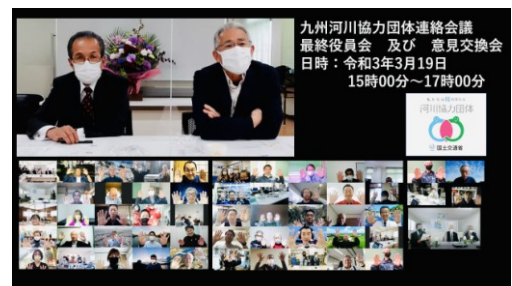 九州河川協力団体連絡会議
最終役員会 及び 意見交換会
日時：令和3年3月19日
15時00分～17時00分
河川協力団体
国土交通省